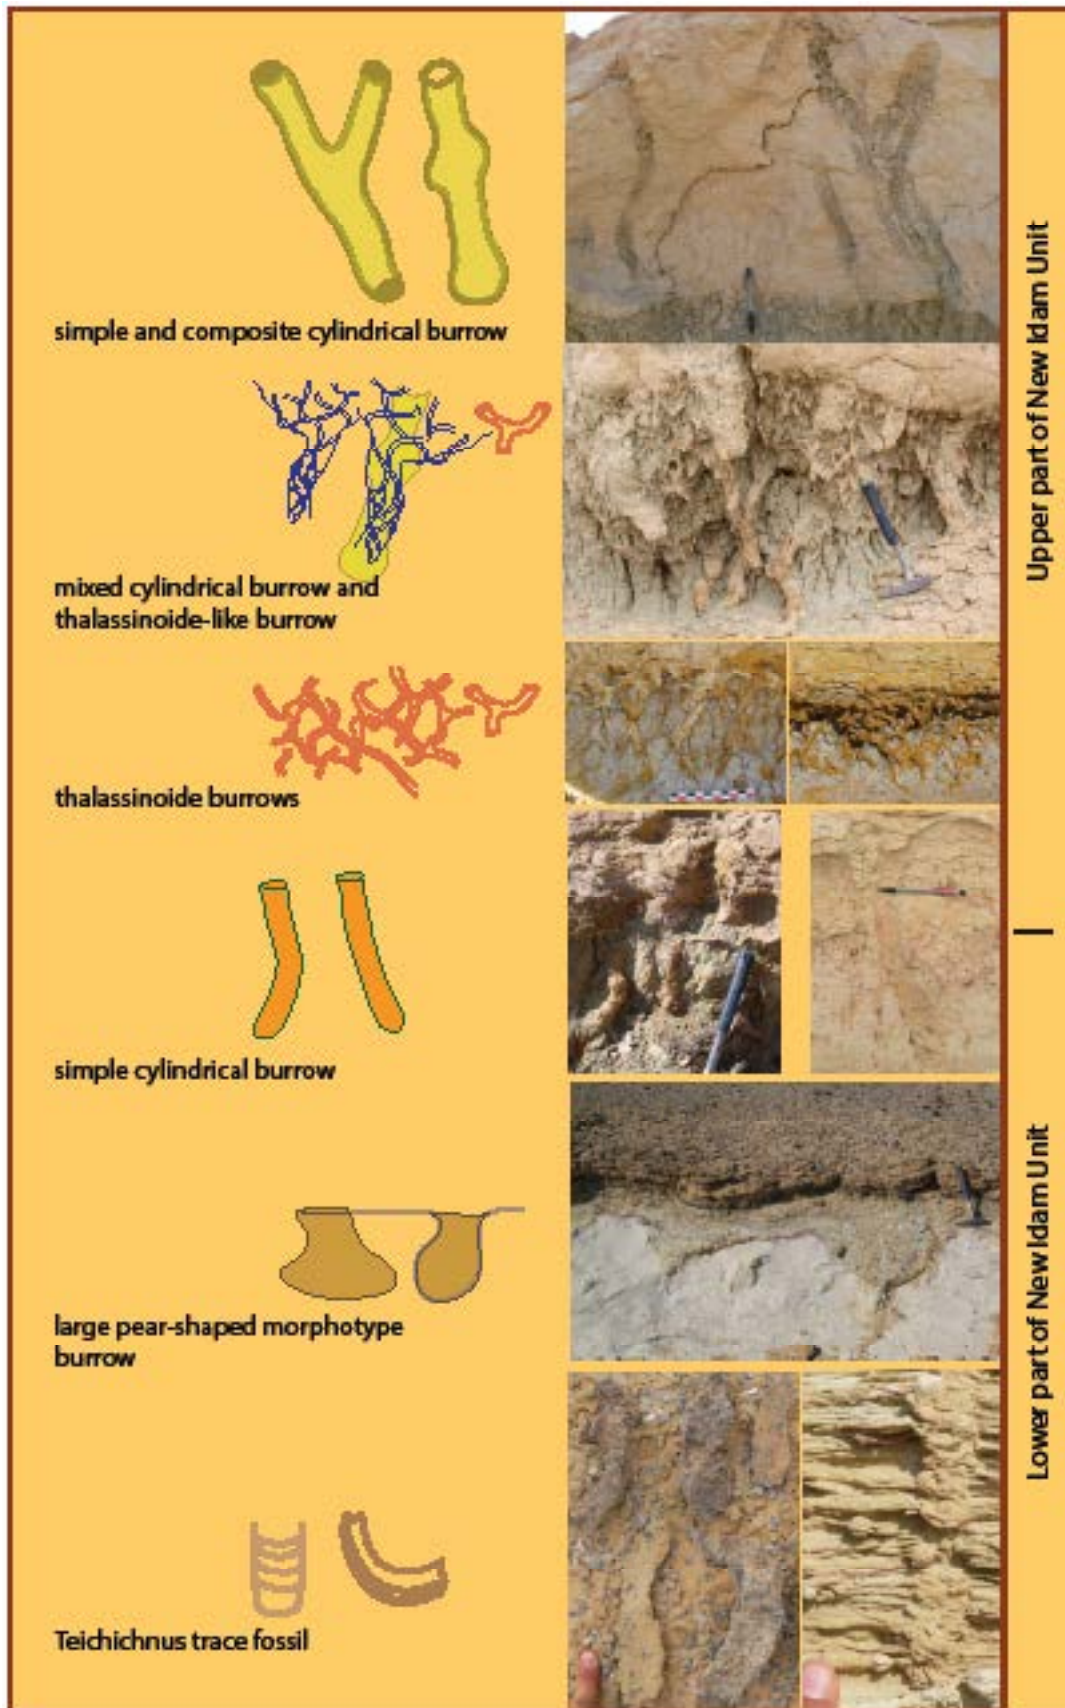 simple and composite cylindrical burrow
mixed cylindrical burrow and
thalassinoide-like burrow
thalassinoide burrows
simple cylindrical burrow
large pear-shaped morphotype
burrow
Teichichnus trace fossil
Upper part of New Idam Unit
Lower part of New Idam Unit